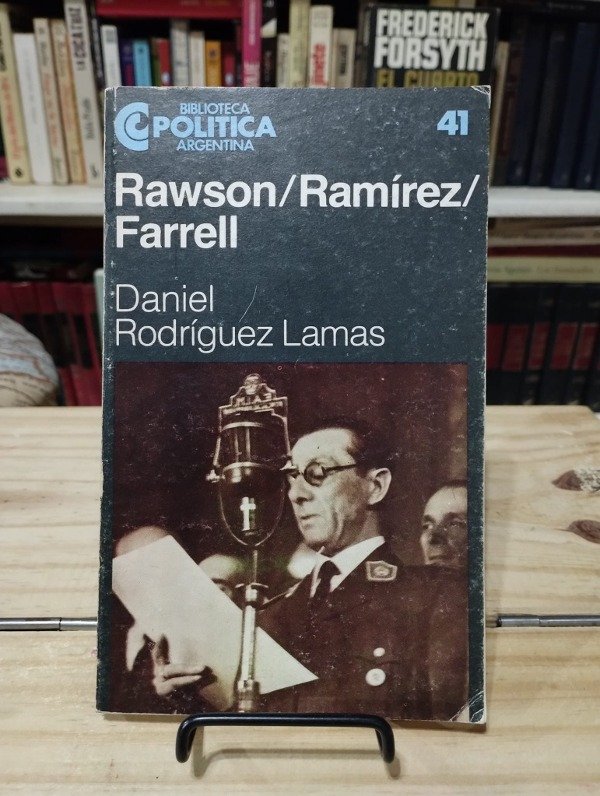 FREDERICK
FORSYTH
EL CUARTO
BIBLIOTECA
POLITICA
ARGENTINA
41
Rawson/Ramírez/
Farrell
Daniel
Rodríguez Lamas